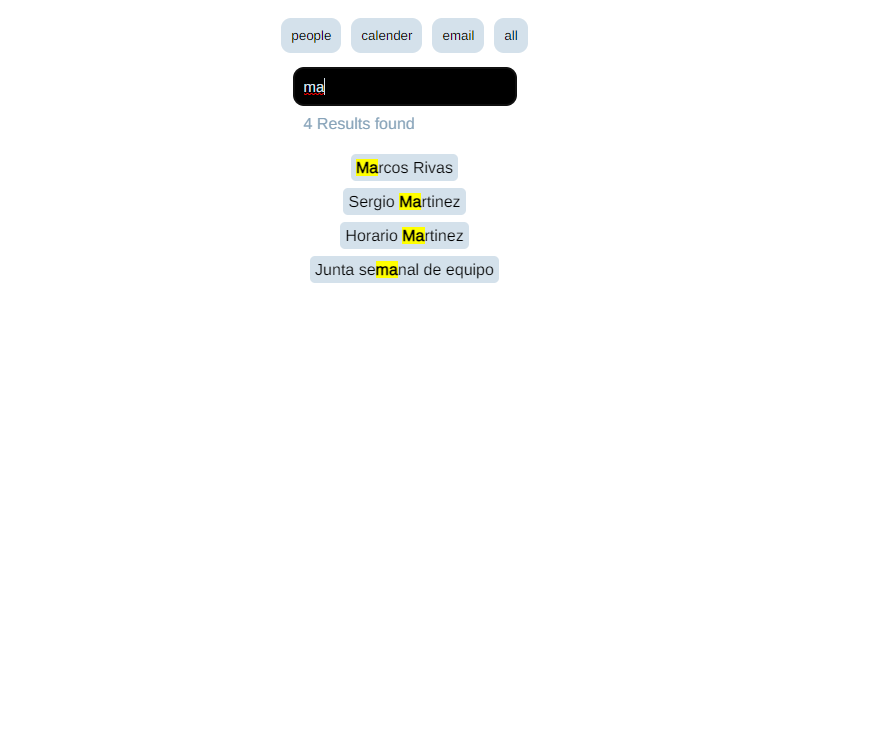 people calender email all
ma
4 Results found
Marcos Rivas
Sergio Martinez
Horario Martinez
Junta semanal de equipo